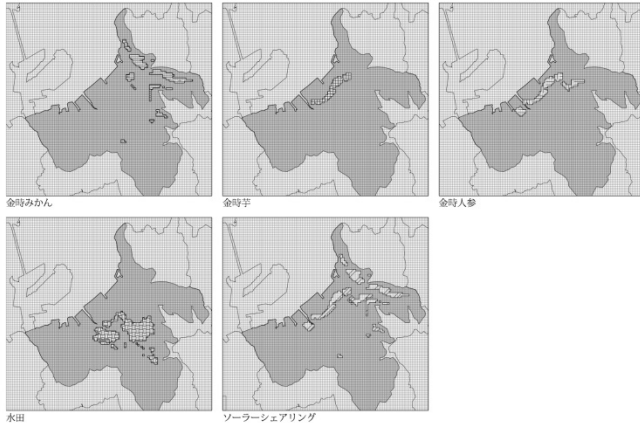 金時みかん
金時芋
金時人参
水田
ソーラーシェアリング